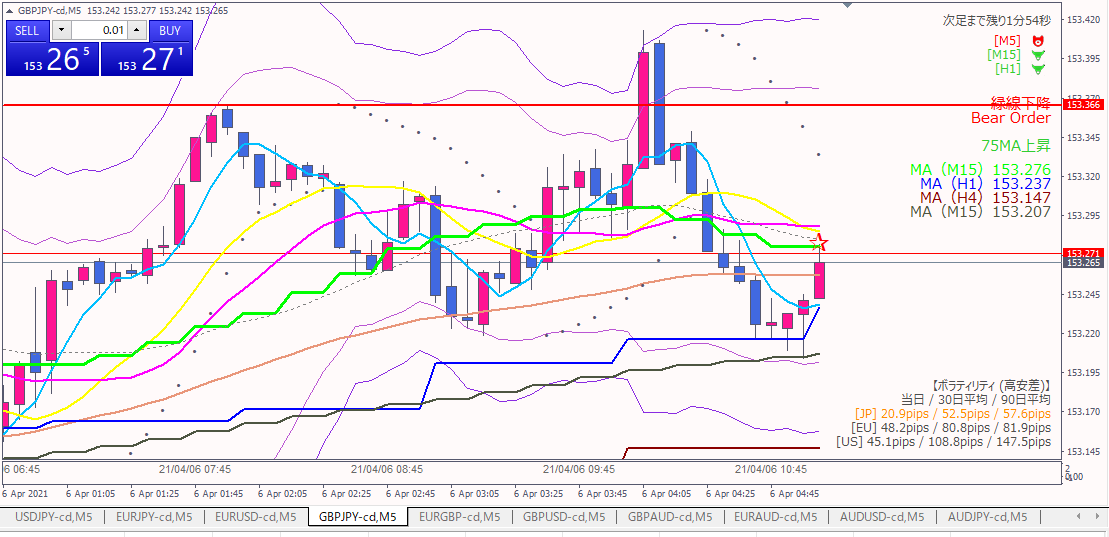 GBPJPY-cd,M5 153.242 153.277 153.242 153.265
SELL 0.01 BUY
153 26 5 153 27 1
次足まで残り1分54秒
[M5]
[M15]
[H1]
緑線下降
Bear Order
75MA上昇
MA（M15）153.276
MA（H1）153.237
MA（H4）153.147
MA（M15）153.207
153.420
153.395
153.370
153.366
153.345
153.320
153.295
153.271
153.265
153.245
153.220
153.195
153.170
153.145
【ボラティリティ (高安差)】
当日 / 30日平均 / 90日平均
[JP] 20.9pips / 52.5pips / 57.6pips
[EU] 48.2pips / 80.8pips / 81.9pips
[US] 45.1pips / 108.8pips / 147.5pips
6 06:45 21/04/06 07:45 21/04/06 08:45 21/04/06 09:45 21/04/06 10:45
6 Apr 2021 6 Apr 01:05 6 Apr 01:25 6 Apr 01:45 6 Apr 02:05 6 Apr 02:25 6 Apr 02:45 6 Apr 03:05 6 Apr 03:25 6 Apr 03:45 6 Apr 04:05 6 Apr 04:25 6 Apr 04:45
USDJPY-cd,M5 EURJPY-cd,M5 EURUSD-cd,M5 GBPJPY-cd,M5 EURGBP-cd,M5 GBPUSD-cd,M5 GBPAUD-cd,M5 EURAUD-cd,M5 AUDUSD-cd,M5 AUDJPY-cd,M5